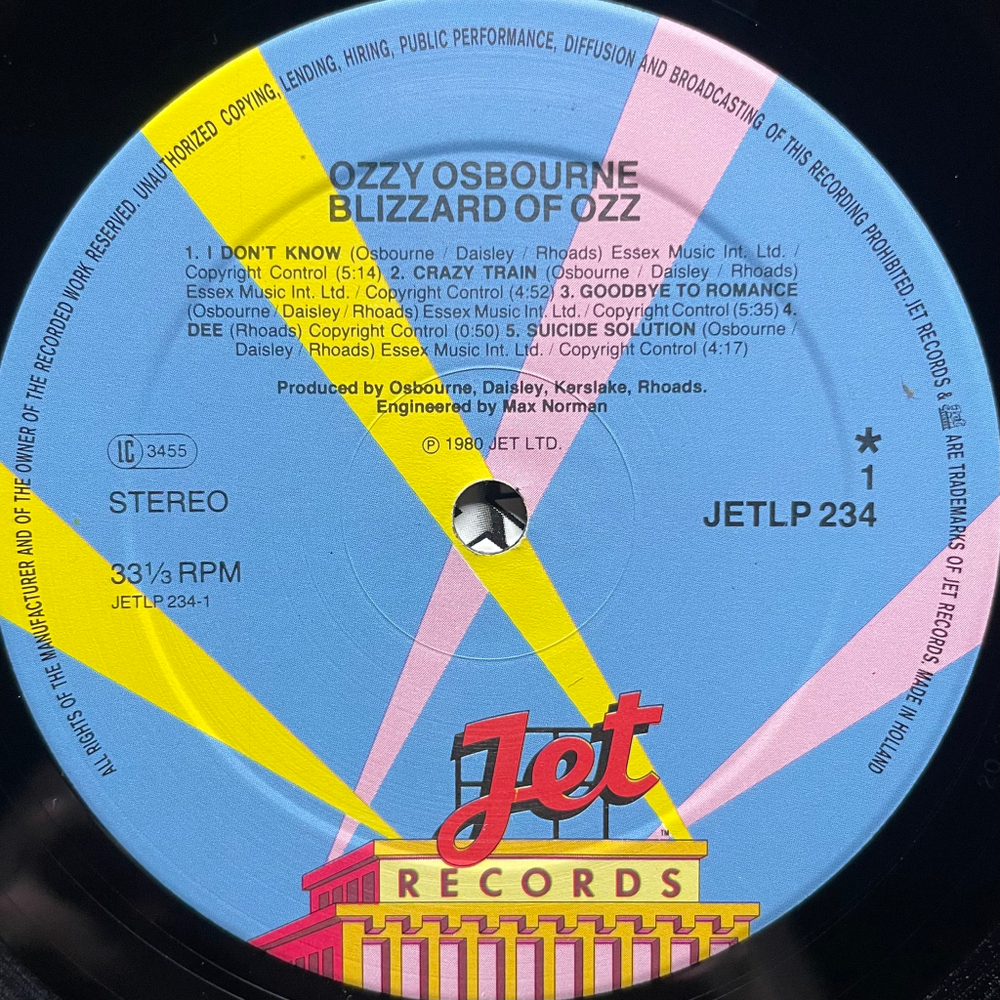 ALL RIGHTS OF THE MANUFACTURER AND OF THE OWNER OF THE RECORDED WORK RESERVED. UNAUTHORIZED COPYING, LENDING, HIRING, PUBLIC PERFORMANCE, DIFFUSION AND BROADCASTING OF THIS RECORDING PROHIBITED. JET RECORDS & ARE TRADEMARKS OF JET RECORDS. MADE IN HOLLAND
OZZY OSBOURNE
BLIZZARD OF OZZ
1. I DON'T KNOW (Osbourne / Daisley / Rhoads) Essex Music Int. Ltd. /
Copyright Control (5:14) 2. CRAZY TRAIN (Osbourne / Daisley / Rhoads)
Essex Music Int. Ltd. / Copyright Control (4:52) 3. GOODBYE TO ROMANCE
(Osbourne / Daisley / Rhoads) Essex Music Int. Ltd. / Copyright Control (5:35) 4.
DEE (Rhoads) Copyright Control (0:50) 5. SUICIDE SOLUTION (Osbourne /
Daisley / Rhoads) Essex Music Int. Ltd. / Copyright Control (4:17)
Produced by Osbourne, Daisley, Kerslake, Rhoads.
Engineered by Max Norman
℗ 1980 JET LTD.
LC 3455
STEREO
*
1
JETLP 234
33⅓ RPM
JETLP 234-1
Jet
TM
RECORDS